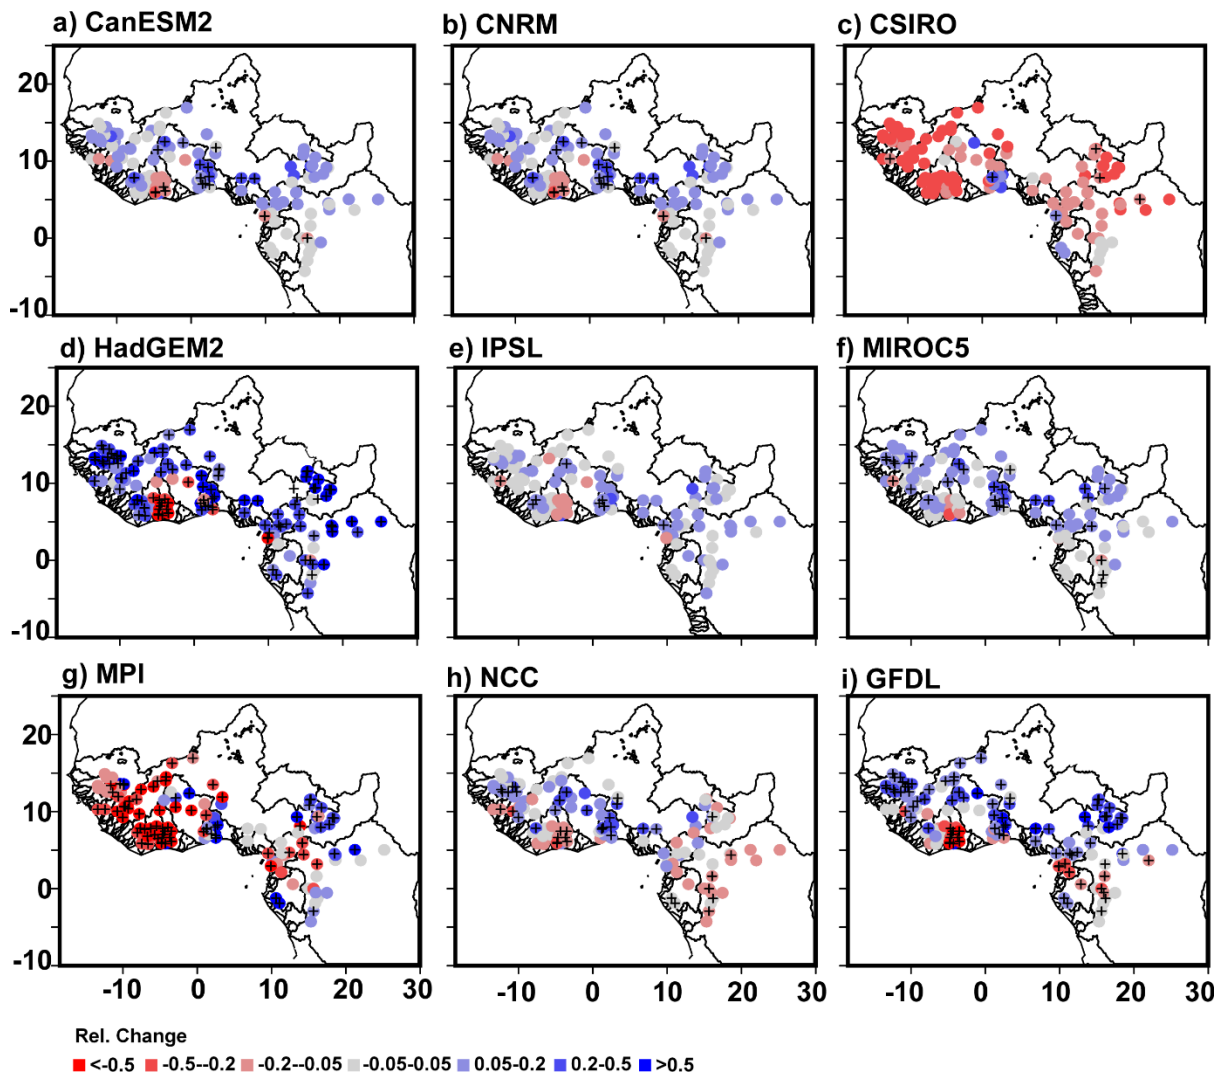 a) CanESM2
b) CNRM
c) CSIRO
20
10
0
-10
d) HadGEM2
e) IPSL
f) MIROC5
20
10
0
-10
g) MPI
h) NCC
i) GFDL
20
10
0
-10
-10 0 10 20 30
-10 0 10 20 30
-10 0 10 20 30
Rel. Change
<-0.5 -0.5--0.2 -0.2--0.05 -0.05-0.05 0.05-0.2 0.2-0.5 >0.5